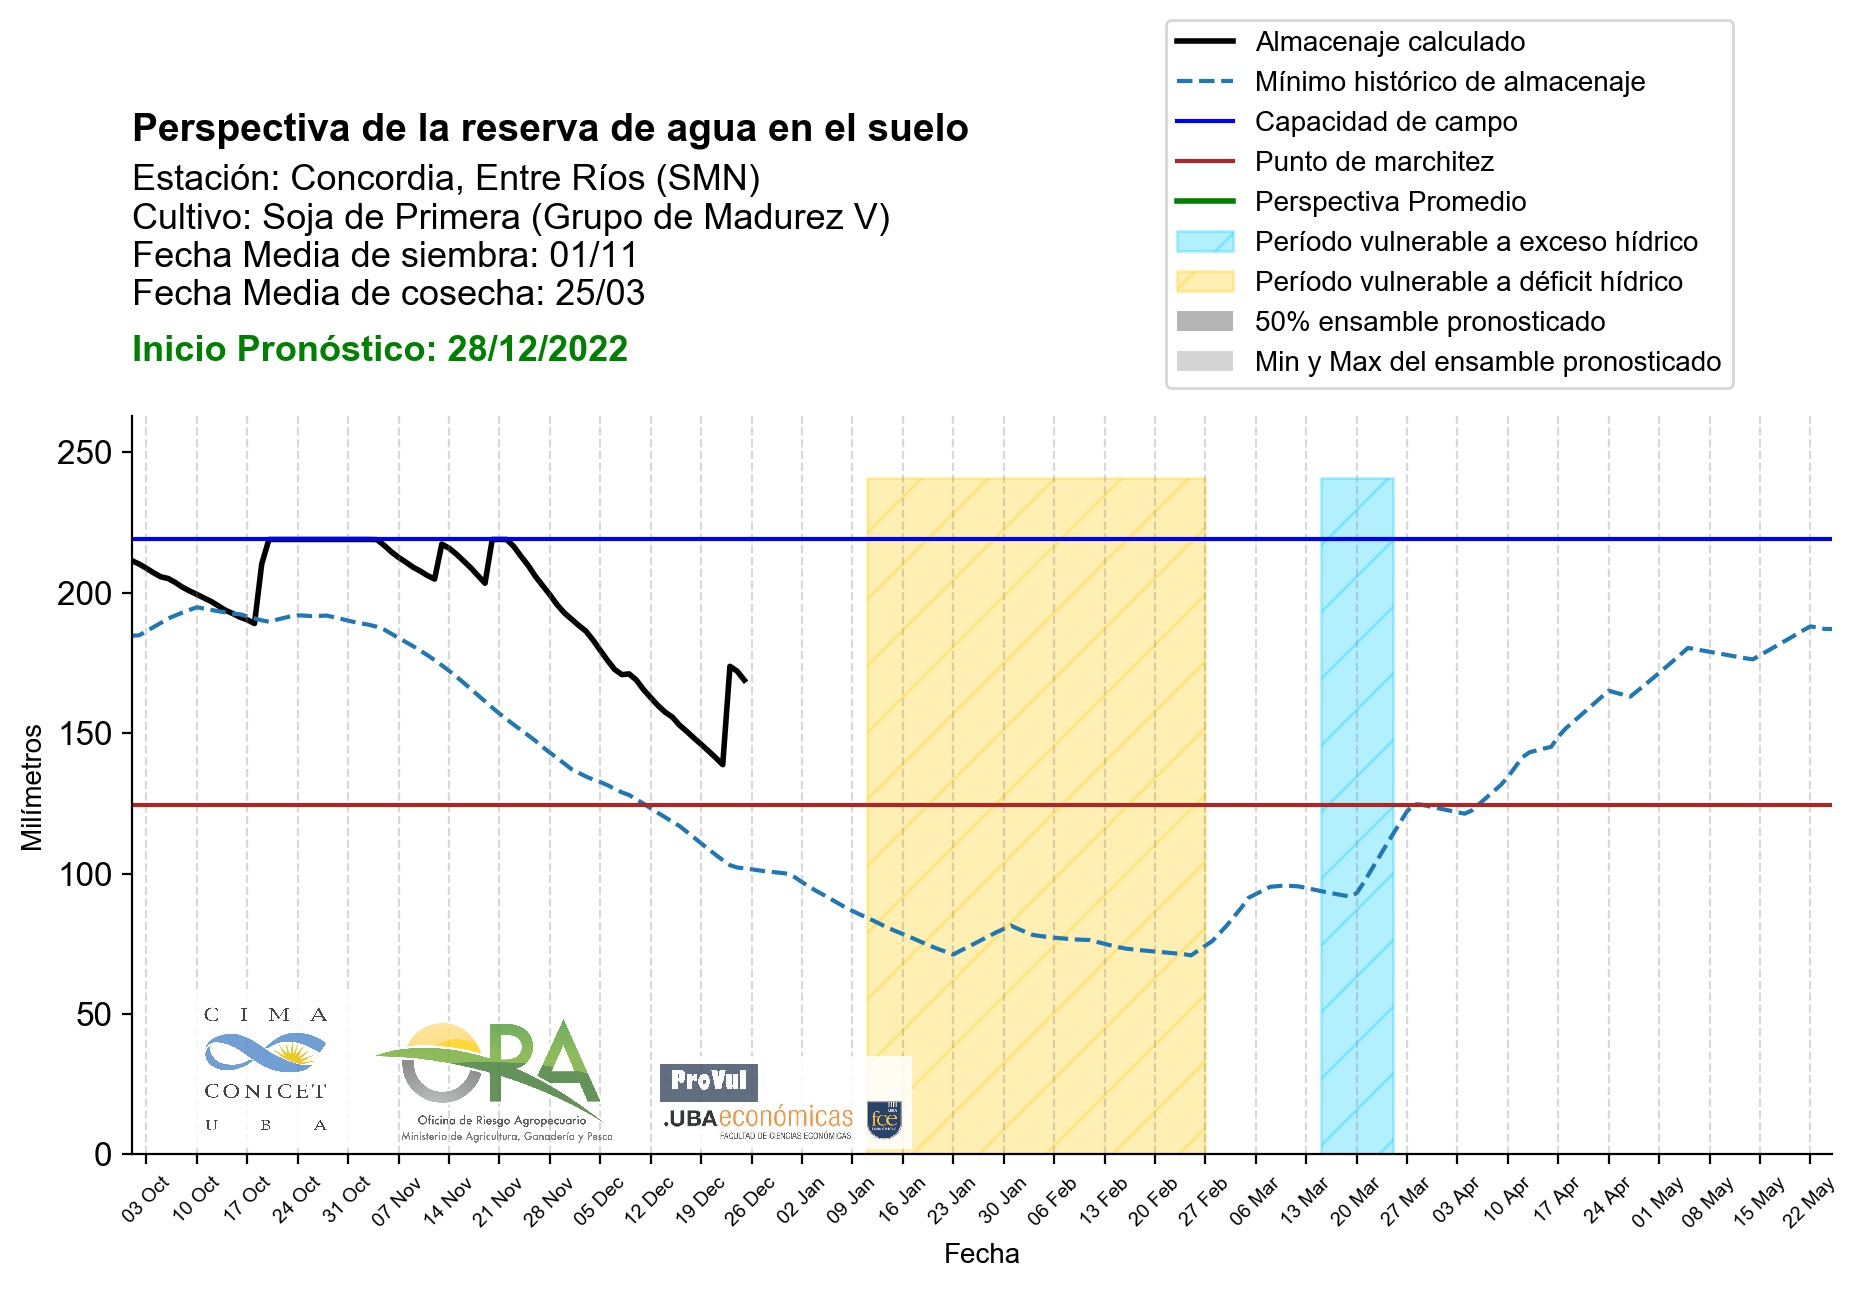 Almacenaje calculado
Mínimo histórico de almacenaje
Capacidad de campo
Punto de marchitez
Perspectiva Promedio
Período vulnerable a exceso hídrico
Período vulnerable a déficit hídrico
50% ensamble pronosticado
Min y Max del ensamble pronosticado
Perspectiva de la reserva de agua en el suelo
Estación: Concordia, Entre Ríos (SMN)
Cultivo: Soja de Primera (Grupo de Madurez V)
Fecha Media de siembra: 01/11
Fecha Media de cosecha: 25/03
Inicio Pronóstico: 28/12/2022
250
200
150
100
50
0
Milímetros
C I M A
CONICET
U B A
ORA
Oficina de Riesgo Agropecuario
Ministerio de Agricultura, Ganadería y Pesca
ProVul
.UBAeconómicas
FACULTAD DE CIENCIAS ECONÓMICAS
fce
03 Oct 10 Oct 17 Oct 24 Oct 31 Oct 07 Nov 14 Nov 21 Nov 28 Nov 05 Dec 12 Dec 19 Dec 26 Dec 02 Jan 09 Jan 16 Jan 23 Jan 30 Jan 06 Feb 13 Feb 20 Feb 27 Feb 06 Mar 13 Mar 20 Mar 27 Mar 03 Apr 10 Apr 17 Apr 24 Apr 01 May 08 May 15 May 22 May
Fecha